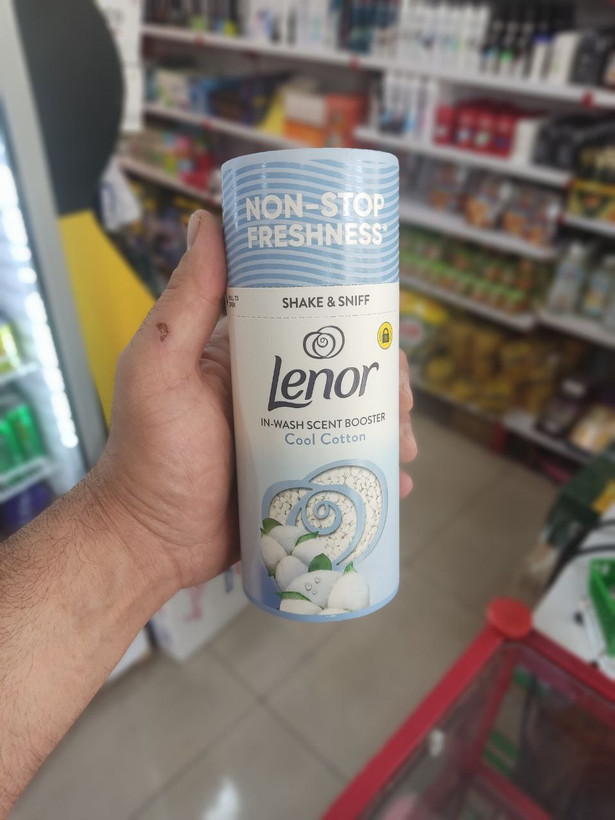 NON-STOP
FRESHNESS*
SHAKE & SNIFF
Lenor
IN-WASH SCENT BOOSTER
Cool Cotton